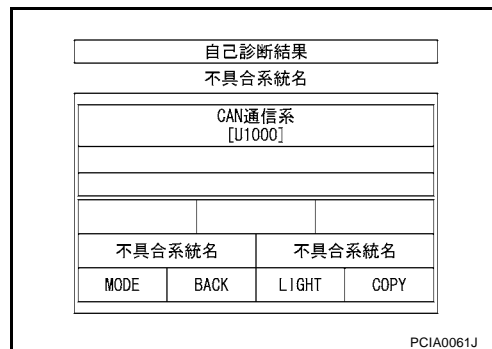 自己診断結果
不具合系統名
CAN通信系
[U1000]
不具合系統名 不具合系統名
MODE BACK LIGHT COPY
PCIA0061J